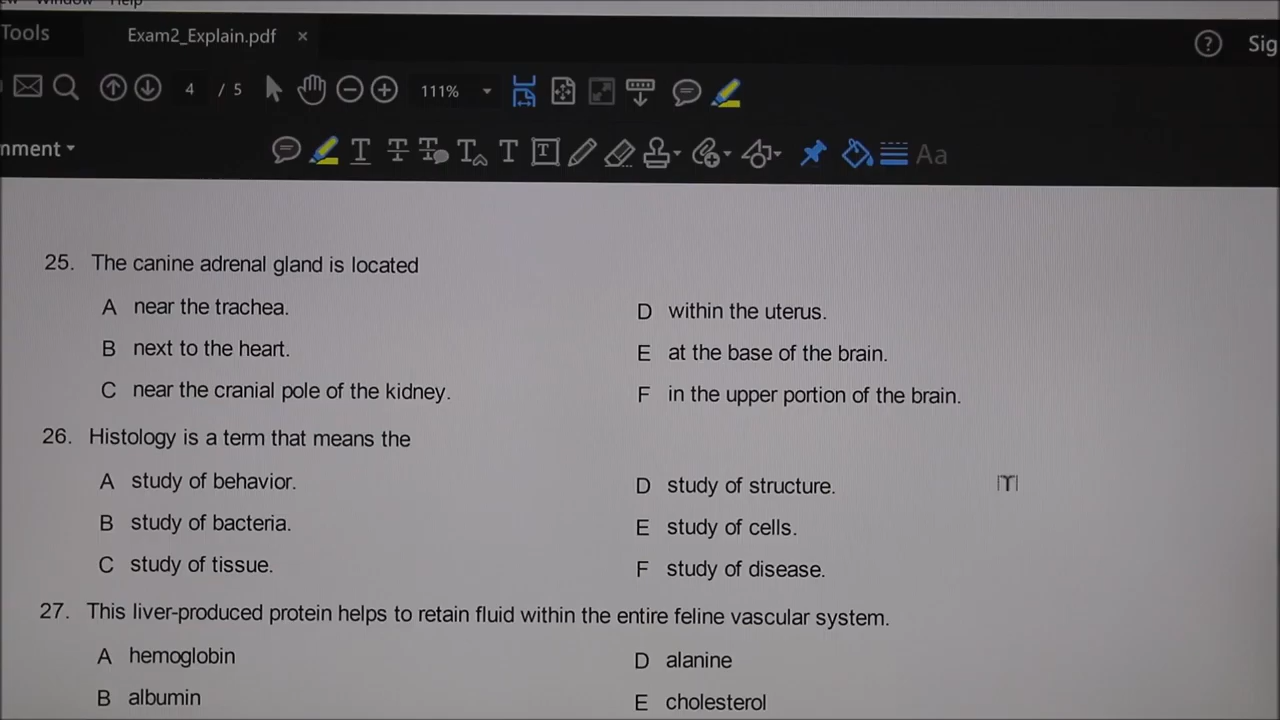 Window Help
Tools
Exam2_Explain.pdf ×
? Sig
4 / 5
111%
nment
T T T T T T Aa
25. The canine adrenal gland is located
A near the trachea.
D within the uterus.
B next to the heart.
E at the base of the brain.
C near the cranial pole of the kidney.
F in the upper portion of the brain.
26. Histology is a term that means the
A study of behavior.
D study of structure.
B study of bacteria.
E study of cells.
C study of tissue.
F study of disease.
27. This liver-produced protein helps to retain fluid within the entire feline vascular system.
A hemoglobin
D alanine
B albumin
E cholesterol